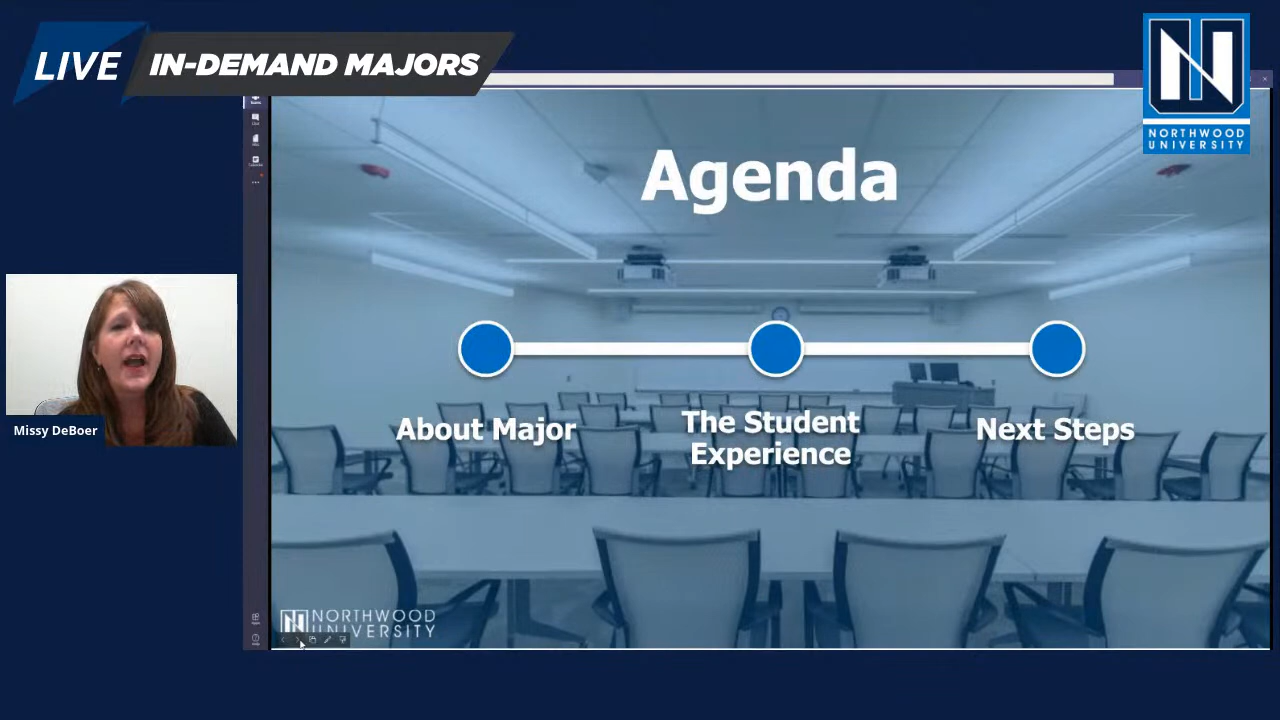 LIVE
IN-DEMAND MAJORS
NORTHWOOD
UNIVERSITY
Agenda
About Major
The Student
Experience
Next Steps
Missy DeBoer
NORTHWOOD
UNIVERSITY